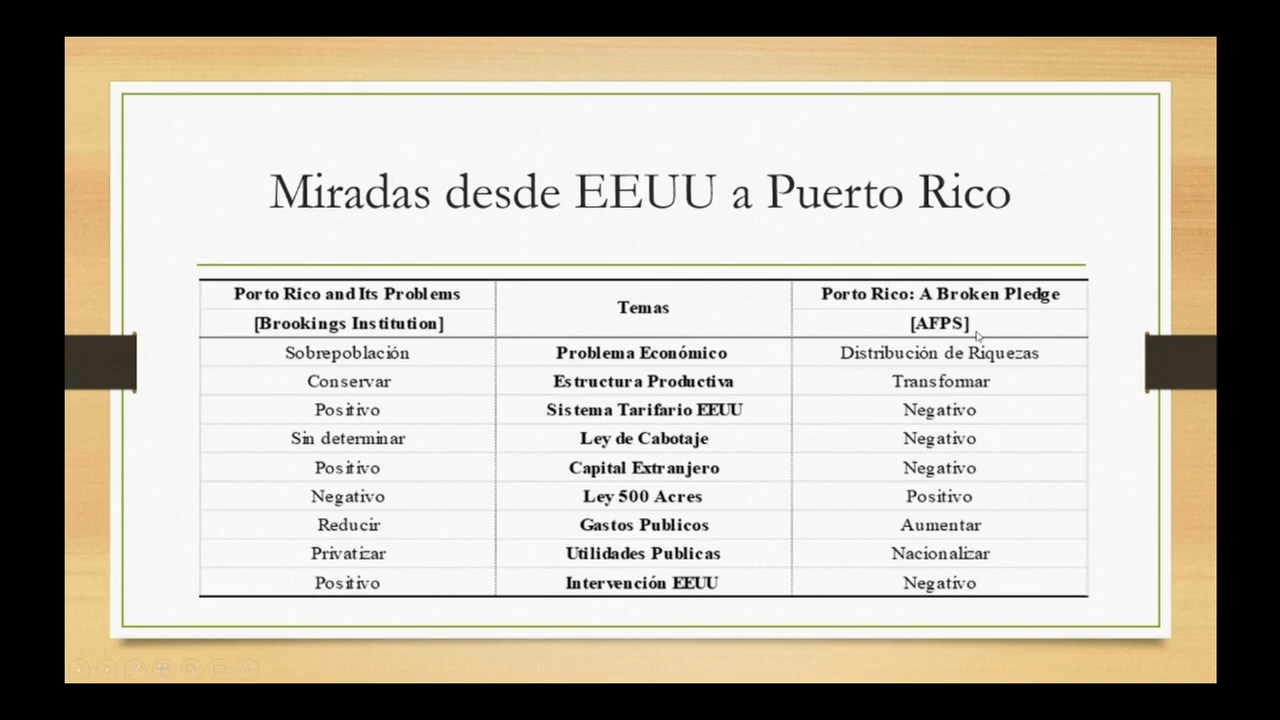 Miradas desde EEUU a Puerto Rico
Porto Rico and Its Problems
[Brookings Institution]
Temas
Porto Rico: A Broken Pledge
[AFPS]
Sobrepoblación Problema Económico Distribución de Riquezas
Conservar Estructura Productiva Transformar
Positivo Sistema Tarifario EEUU Negativo
Sin determinar Ley de Cabotaje Negativo
Positivo Capital Extranjero Negativo
Negativo Ley 500 Acres Positivo
Reducir Gastos Publicos Aumentar
Privatizar Utilidades Publicas Nacionalizar
Positivo Intervención EEUU Negativo